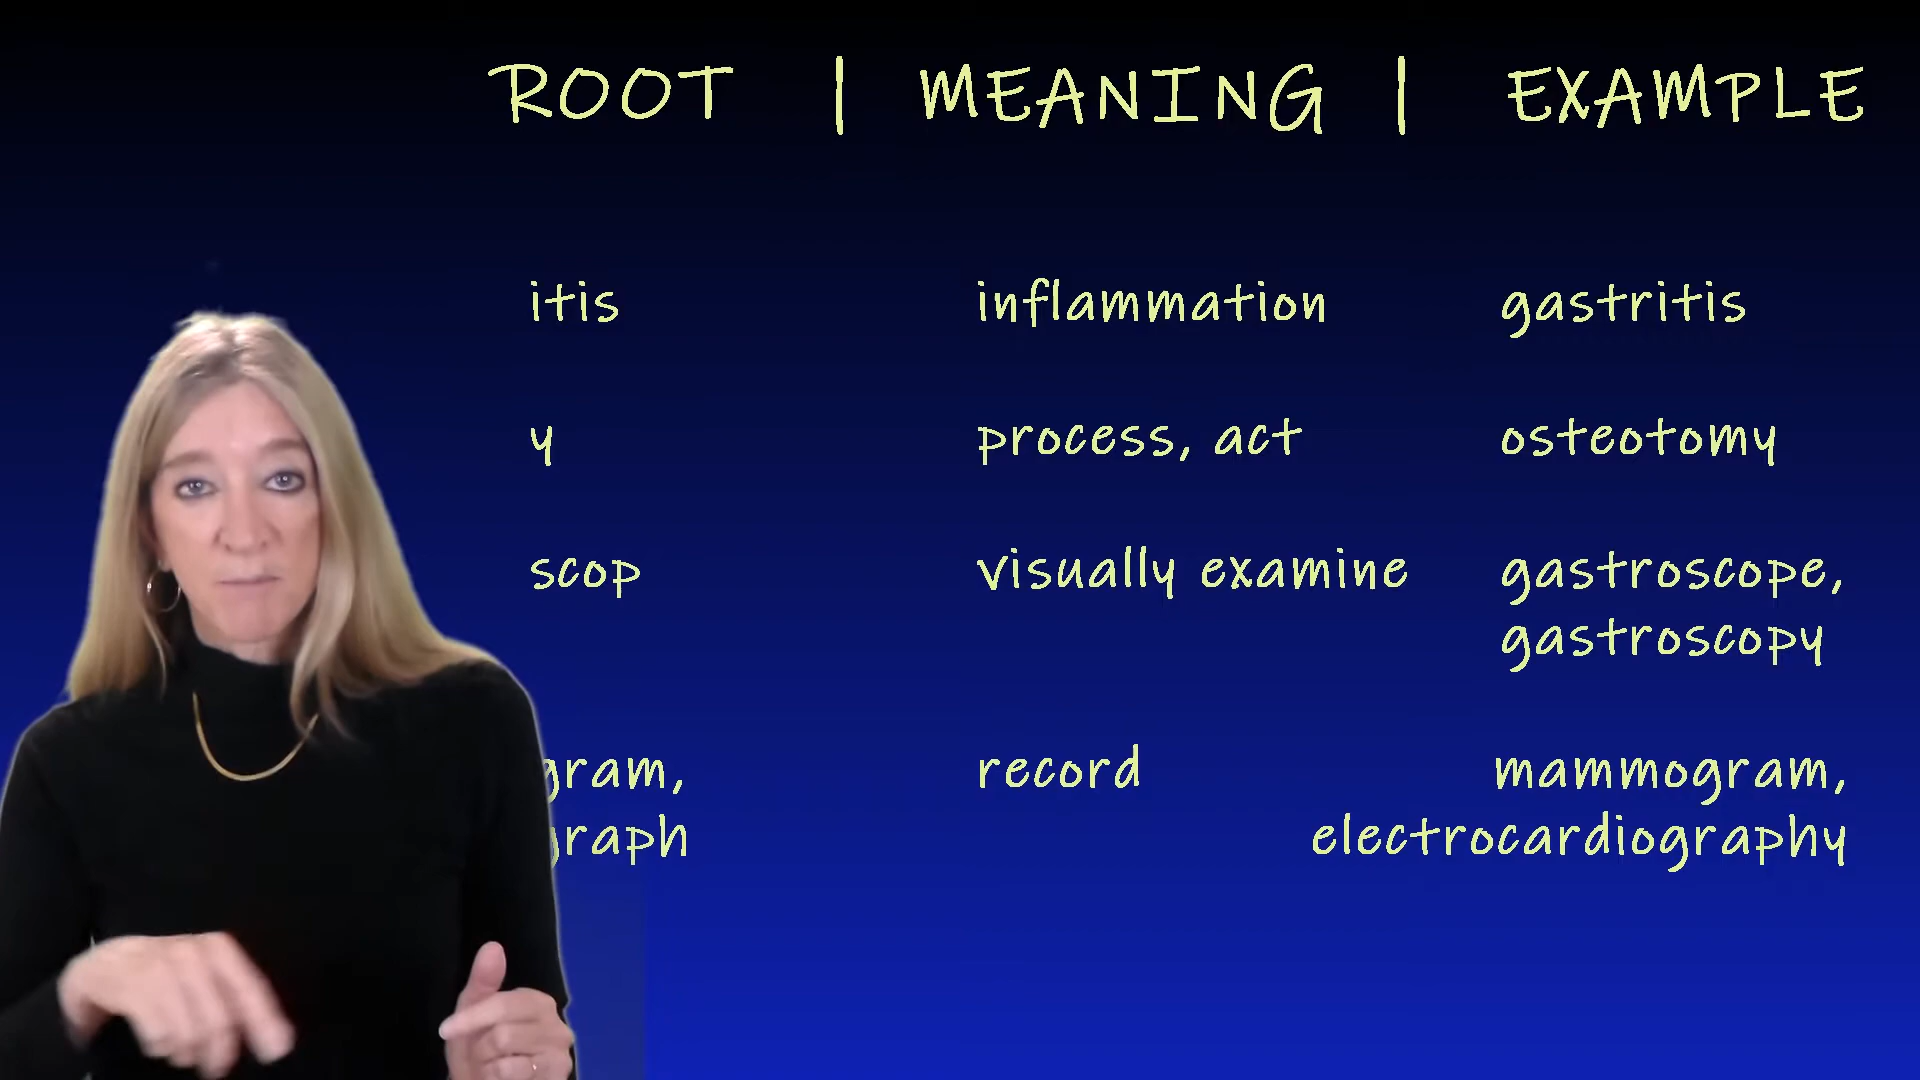 ROOT | MEANING | EXAMPLE
itis inflammation gastritis
y process, act osteotomy
scop visually examine gastroscope,
gastroscopy
gram, record mammogram,
graph electrocardiography